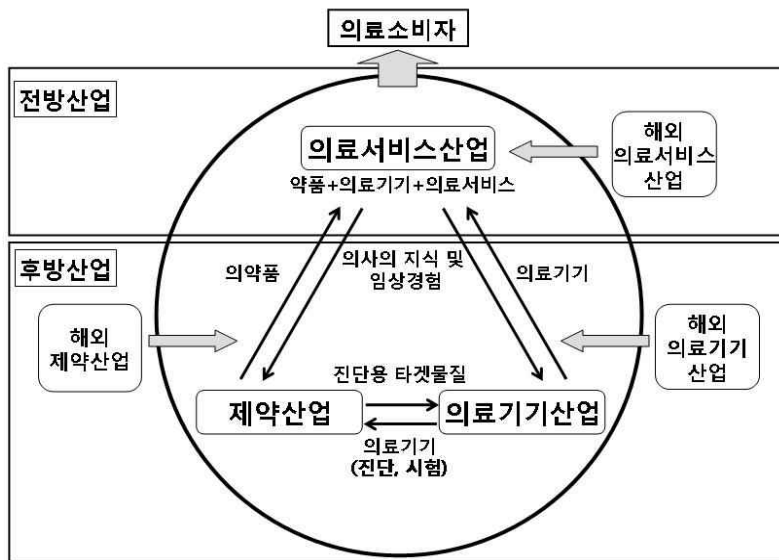 의료소비자
전방산업
의료서비스산업
약품+의료기기+의료서비스
해외
의료서비스
산업
후방산업
의약품
의사의 지식 및
임상경험
의료기기
해외
제약산업
해외
의료기기
산업
진단용 타겟물질
제약산업
의료기기산업
의료기기
(진단, 시험)